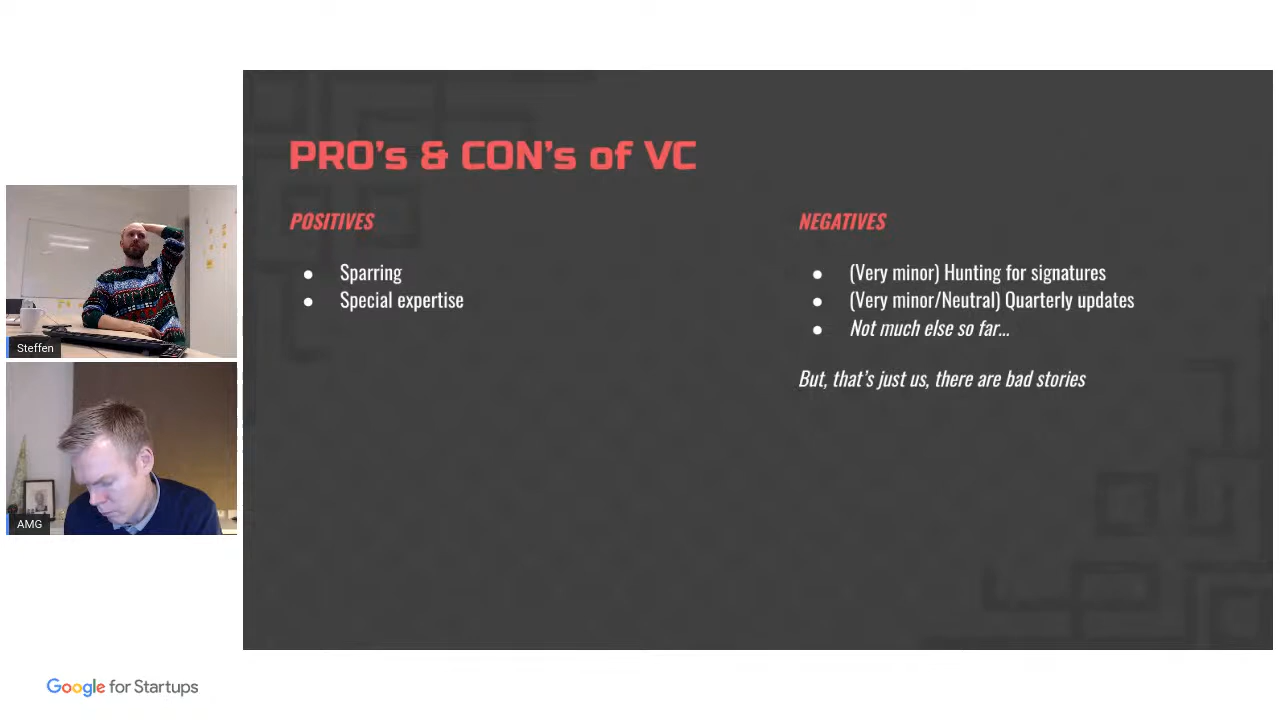 PRO's & CON's of VC
POSITIVES
● Sparring
● Special expertise
NEGATIVES
● (Very minor) Hunting for signatures
● (Very minor/Neutral) Quarterly updates
● Not much else so far...
But, that's just us, there are bad stories
Steffen
AMG
Google for Startups